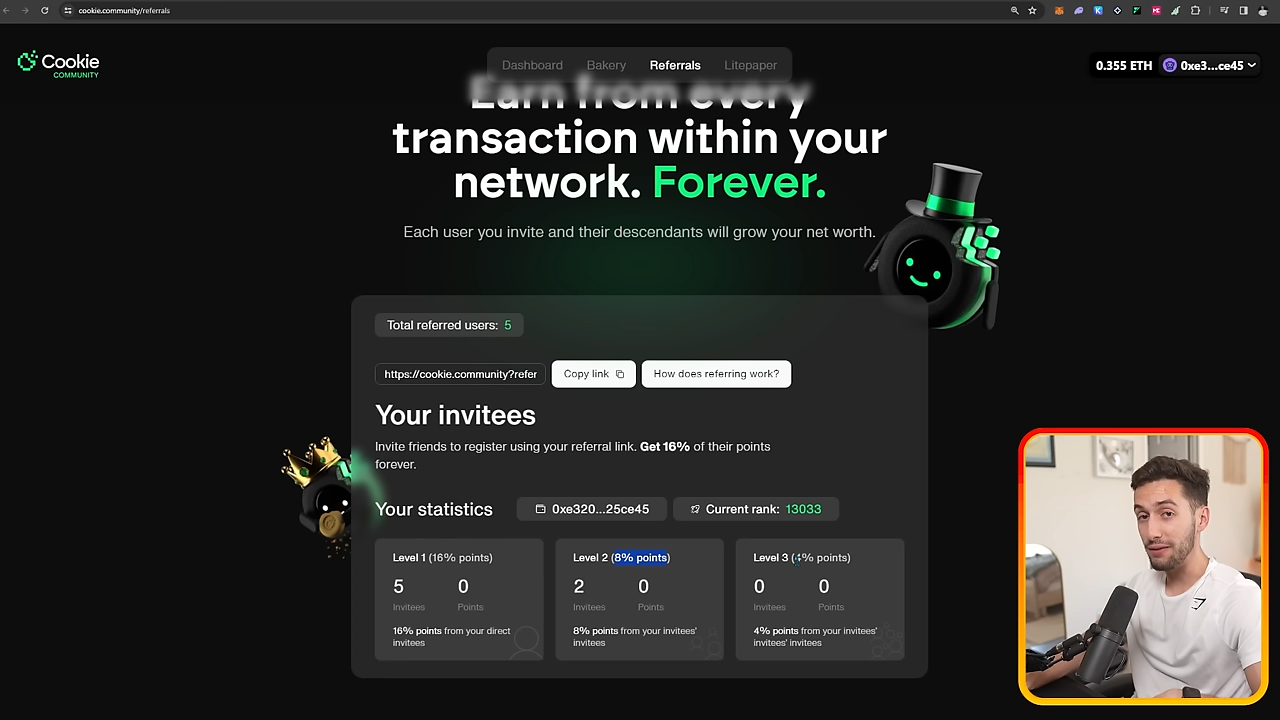 cookie.community/referrals
Cookie
COMMUNITY
Dashboard Bakery Referrals Litepaper
0.355 ETH 0xe3...ce45
Earn from every
transaction within your
network. Forever.
Each user you invite and their descendants will grow your net worth.
Total referred users: 5
https://cookie.community?refer Copy link How does referring work?
Your invitees
Invite friends to register using your referral link. Get 16% of their points
forever.
Your statistics 0xe320...25ce45 Current rank: 13033
Level 1 (16% points) Level 2 (8% points) Level 3 (4% points)
5 0 2 0 0 0
Invitees Points Invitees Points Invitees Points
16% points from your direct 8% points from your invitees' 4% points from your invitees'
invitees invitees invitees' invitees